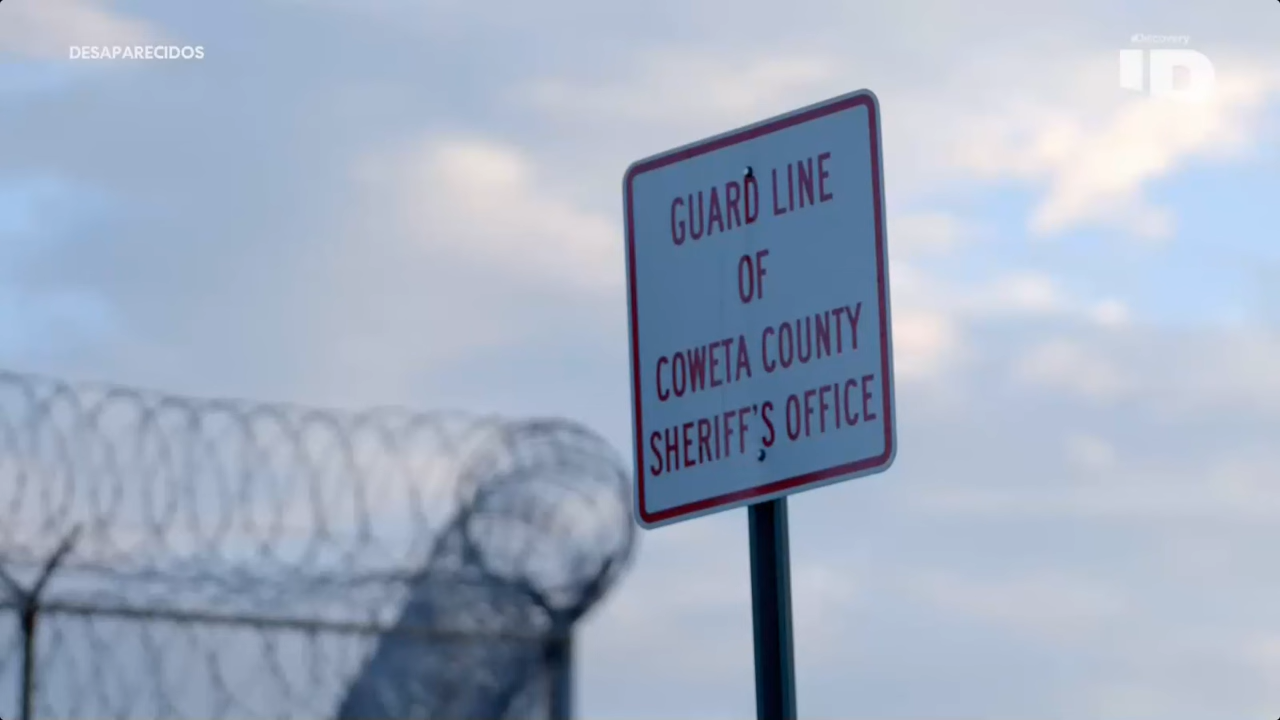 DESAPARECIDOS
Discovery
ID
GUARD LINE
OF
COWETA COUNTY
SHERIFF'S OFFICE